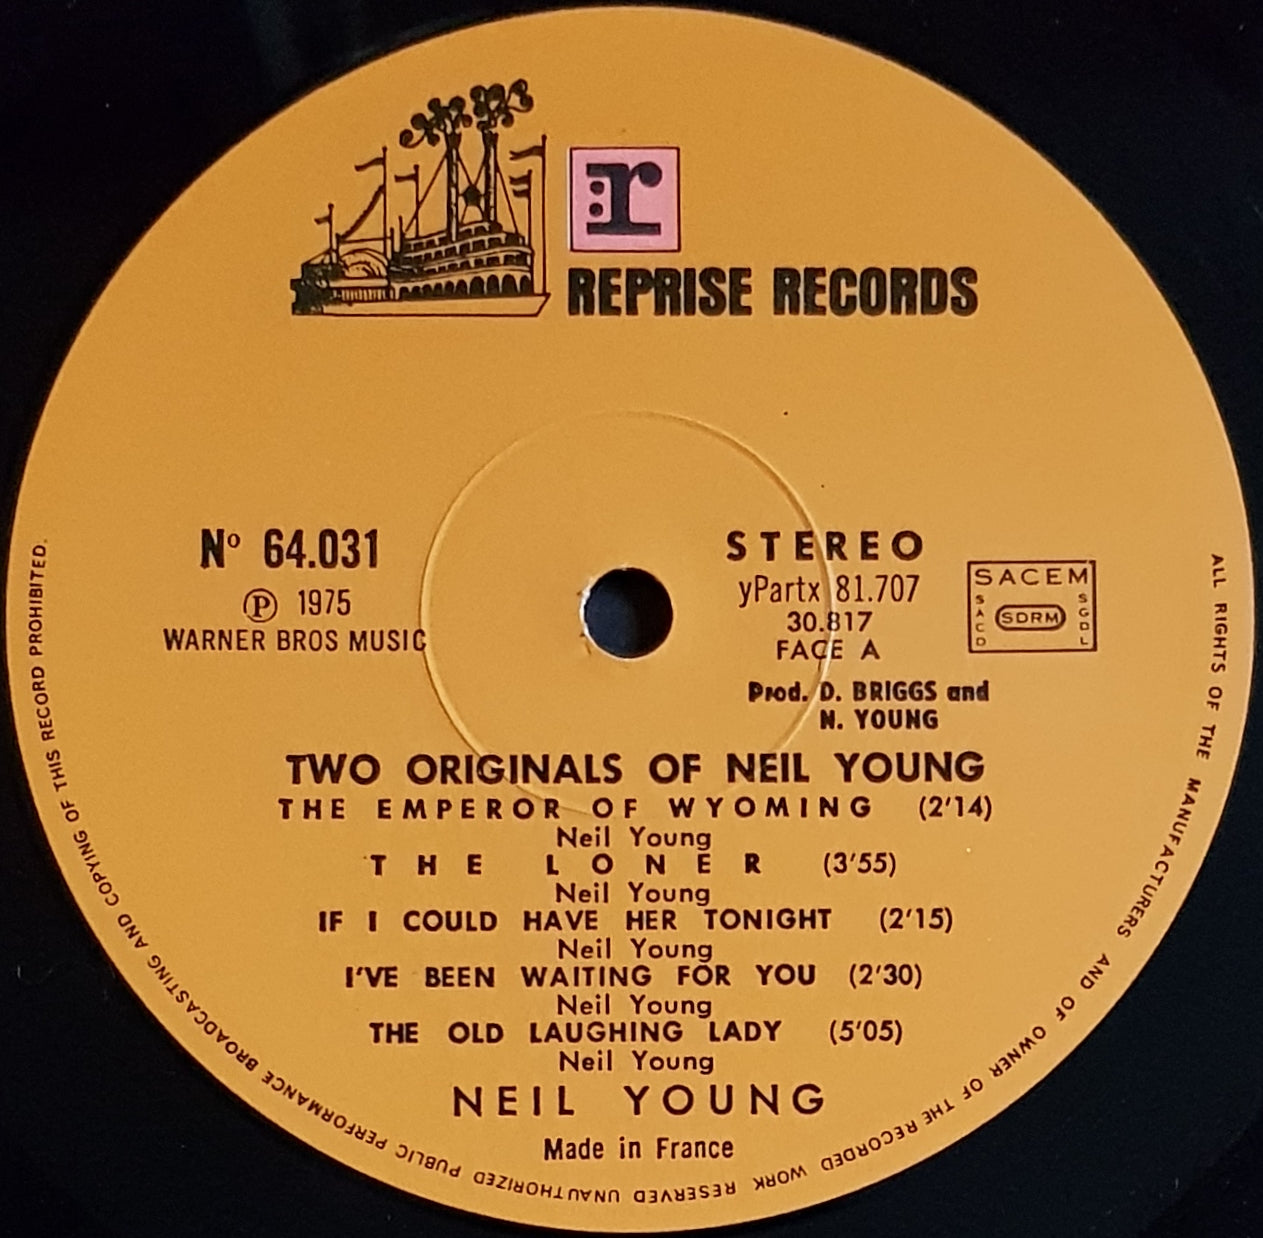 r
REPRISE RECORDS
Nº 64.031
Ⓟ 1975
WARNER BROS MUSIC
STEREO
yPartx 81.707
30.817
FACE A
SACEM
SACD
SDRM
SGDL
Prod. D. BRIGGS and
N. YOUNG
TWO ORIGINALS OF NEIL YOUNG
THE EMPEROR OF WYOMING (2'14)
Neil Young
THE LONER (3'55)
Neil Young
IF I COULD HAVE HER TONIGHT (2'15)
Neil Young
I'VE BEEN WAITING FOR YOU (2'30)
Neil Young
THE OLD LAUGHING LADY (5'05)
Neil Young
NEIL YOUNG
Made in France
ALL RIGHTS OF THE MANUFACTURERS AND OF OWNER OF THE RECORDED WORK RESERVED UNAUTHORIZED PUBLIC PERFORMANCE BROADCASTING AND COPYING OF THIS RECORD PROHIBITED.